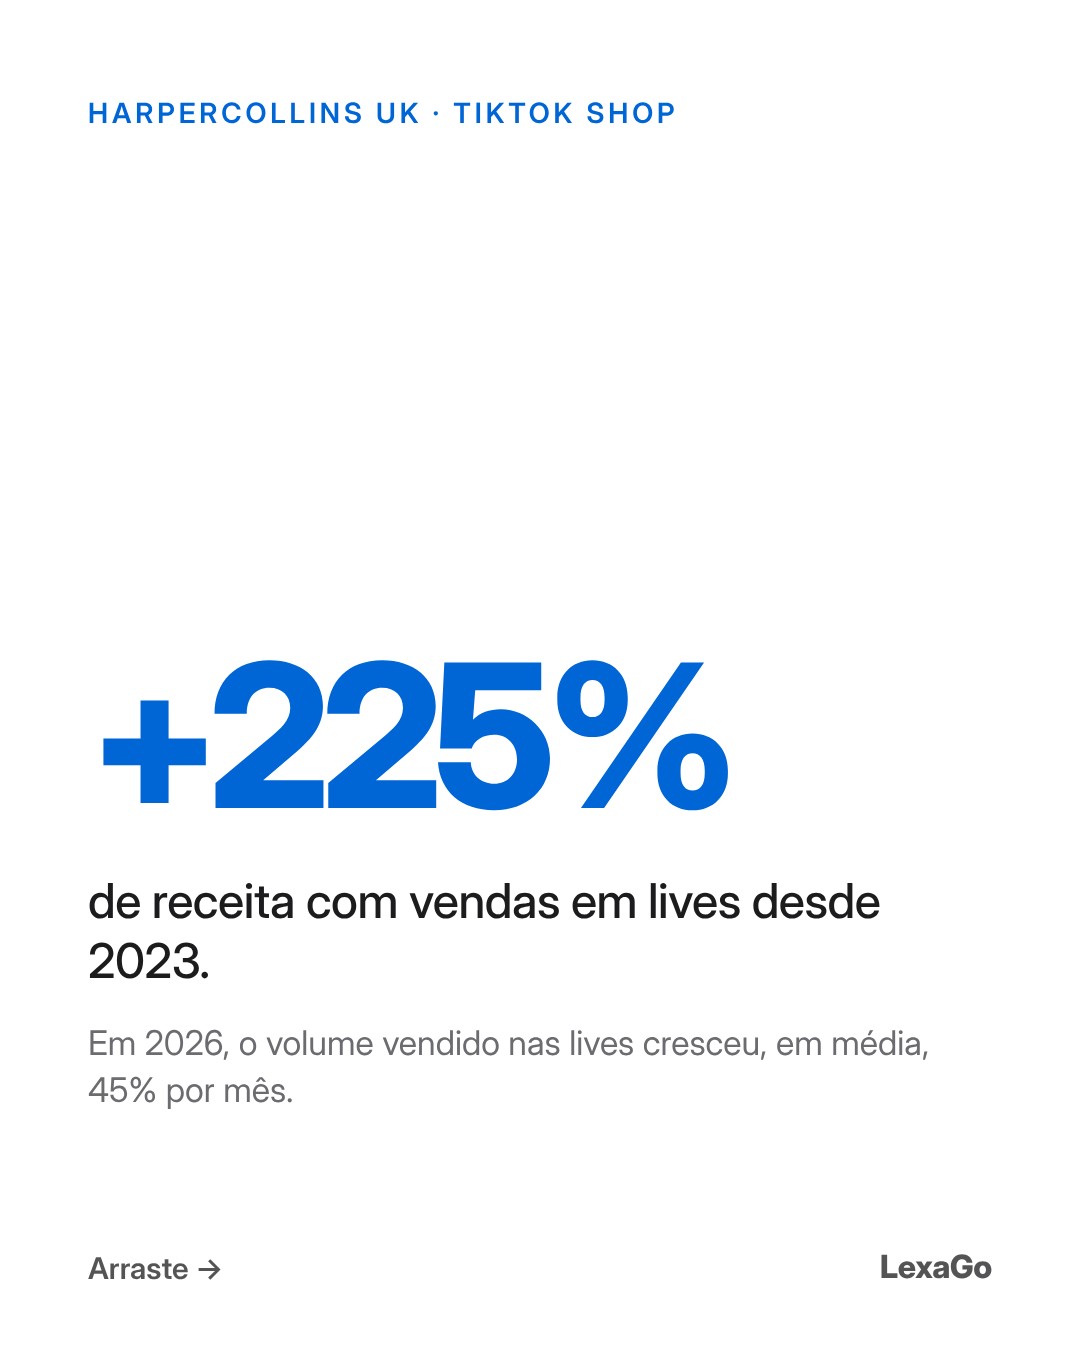 HARPERCOLLINS UK · TIKTOK SHOP
+225%
de receita com vendas em lives desde
2023.
Em 2026, o volume vendido nas lives cresceu, em média,
45% por mês.
Arraste →
LexaGo